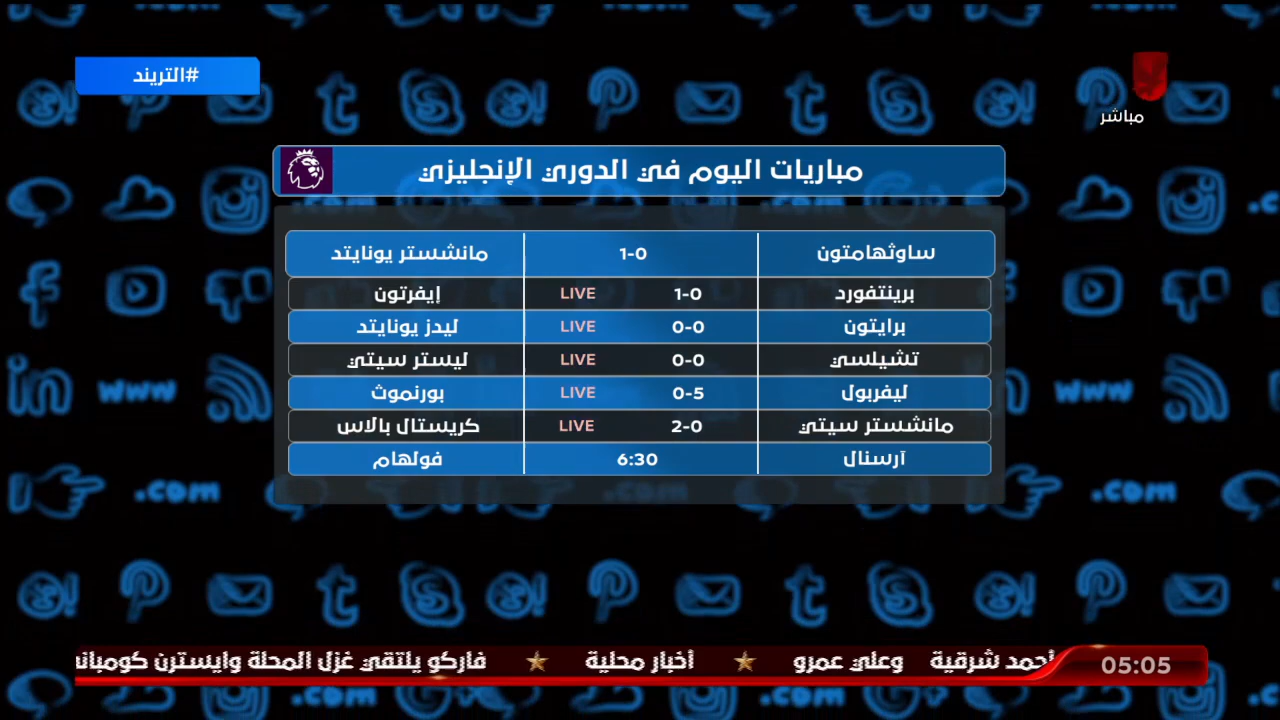 #التريند
مباشر
مباريات اليوم في الدوري الإنجليزي
ساوثهامتون 1-0 مانشستر يونايتد
برينتفورد 1-0 LIVE إيفرتون
برايتون 0-0 LIVE ليدز يونايتد
تشيلسي 0-0 LIVE ليستر سيتي
ليفربول 0-5 LIVE بورنموث
مانشستر سيتي 2-0 LIVE كريستال بالاس
آرسنال 6:30 فولهام
05:05 أحمد شرقية وعلي عمرو ★ أخبار محلية ★ فاركو يلتقي غزل المحلة وايسترن كومباني